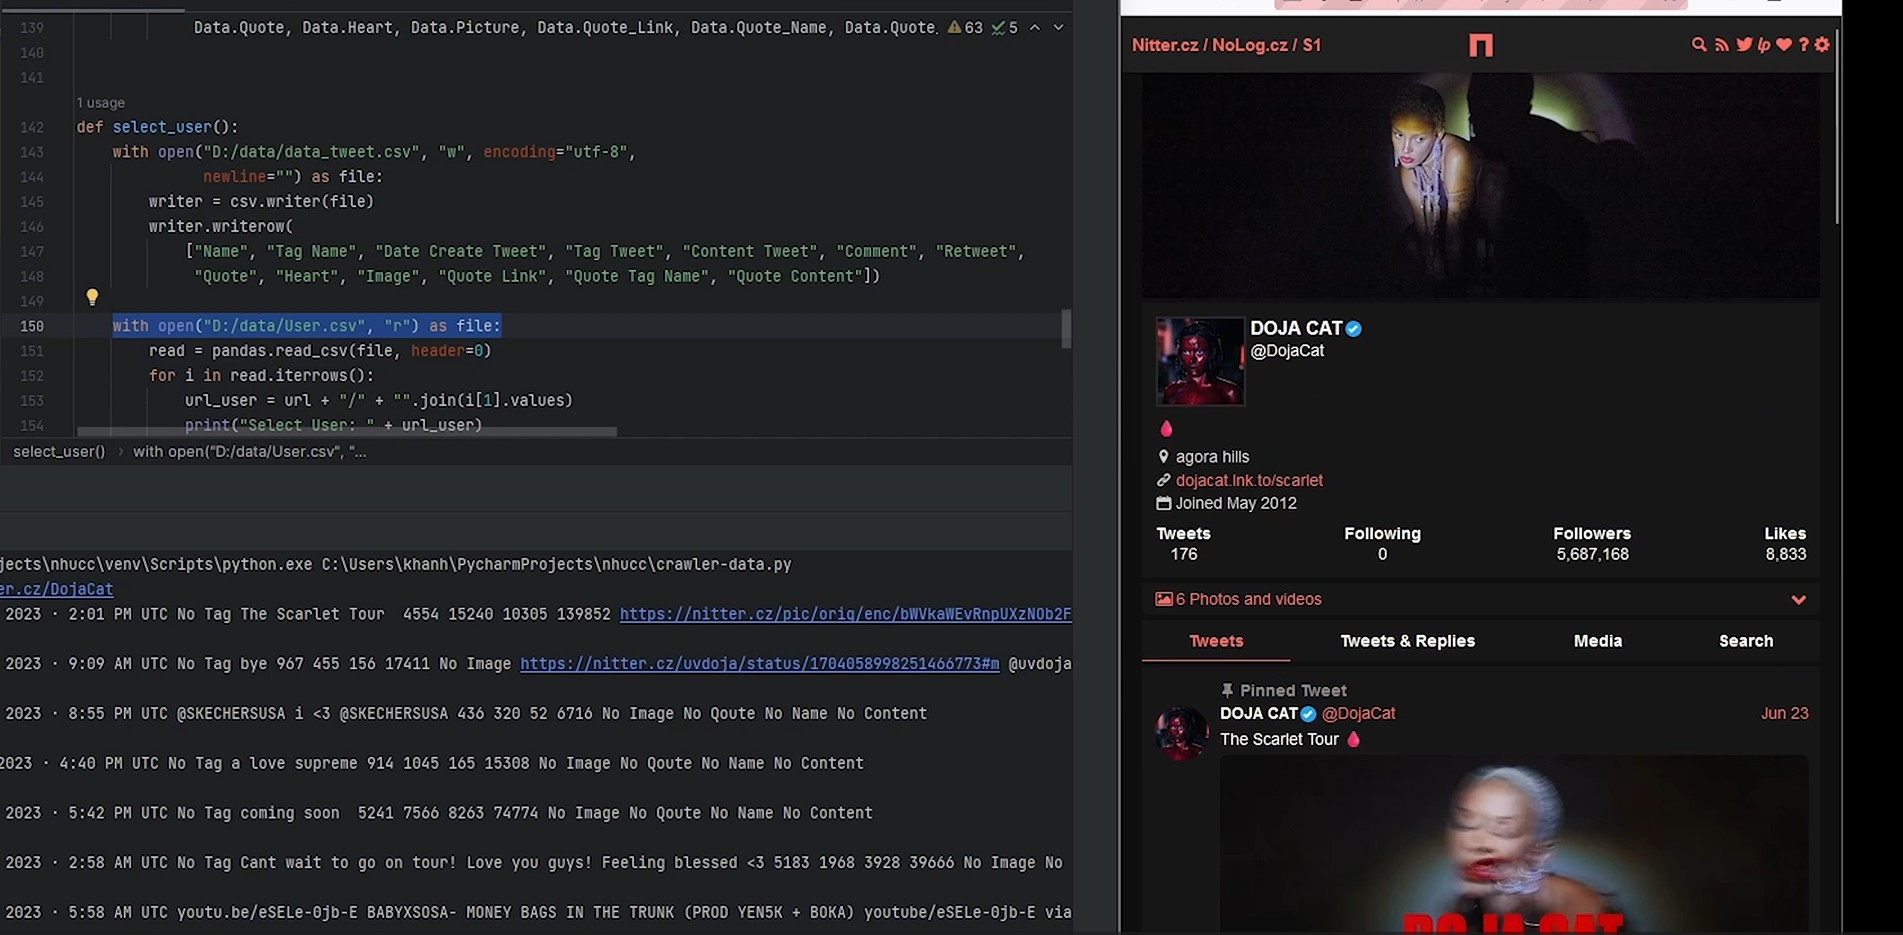 139 Data.Quote, Data.Heart, Data.Picture, Data.Quote_Link, Data.Quote_Name, Data.Quote. 63 5
140
141
1 usage
142 def select_user():
143 with open("D:/data/data_tweet.csv", "w", encoding="utf-8",
144 newline="") as file:
145 writer = csv.writer(file)
146 writer.writerow(
147 ["Name", "Tag Name", "Date Create Tweet", "Tag Tweet", "Content Tweet", "Comment", "Retweet",
148 "Quote", "Heart", "Image", "Quote Link", "Quote Tag Name", "Quote Content"])
149
150 with open("D:/data/User.csv", "r") as file:
151 read = pandas.read_csv(file, header=0)
152 for i in read.iterrows():
153 url_user = url + "/" + "".join(i[1].values)
154 print("Select User: " + url_user)
select_user() › with open("D:/data/User.csv", "...
jects\nhucc\venv\Scripts\python.exe C:\Users\khanh\PycharmProjects\nhucc\crawler-data.py
er.cz/DojaCat
2023 · 2:01 PM UTC No Tag The Scarlet Tour 4554 15240 10305 139852 https://nitter.cz/pic/orig/enc/bWVkaWEvRnpUXzNOb2F
2023 · 9:09 AM UTC No Tag bye 967 455 156 17411 No Image https://nitter.cz/uvdoja/status/1704058998251466773#m @uvdoja
2023 · 8:55 PM UTC @SKECHERSUSA i <3 @SKECHERSUSA 436 320 52 6716 No Image No Qoute No Name No Content
2023 · 4:40 PM UTC No Tag a love supreme 914 1045 165 15308 No Image No Qoute No Name No Content
2023 · 5:42 PM UTC No Tag coming soon 5241 7566 8263 74774 No Image No Qoute No Name No Content
2023 · 2:58 AM UTC No Tag Cant wait to go on tour! Love you guys! Feeling blessed <3 5183 1968 3928 39666 No Image No
2023 · 5:58 AM UTC youtu.be/eSELe-0jb-E BABYXSOSA- MONEY BAGS IN THE TRUNK (PROD YEN5K + BOKA) youtube/eSELe-0jb-E via
Nitter.cz / NoLog.cz / S1
DOJA CAT
@DojaCat
agora hills
dojacat.lnk.to/scarlet
Joined May 2012
Tweets Following Followers Likes
176 0 5,687,168 8,833
6 Photos and videos
Tweets Tweets & Replies Media Search
Pinned Tweet
DOJA CAT @DojaCat Jun 23
The Scarlet Tour
DOJA CAT